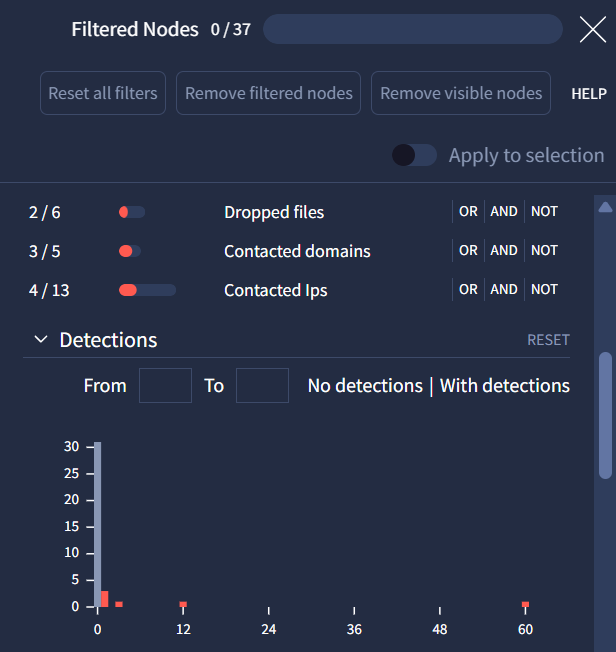 Filtered Nodes 0 / 37
Reset all filters Remove filtered nodes Remove visible nodes HELP
Apply to selection
2 / 6 Dropped files OR AND NOT
3 / 5 Contacted domains OR AND NOT
4 / 13 Contacted Ips OR AND NOT
Detections RESET
From To No detections | With detections
30
25
20
15
10
5
0
0 12 24 36 48 60